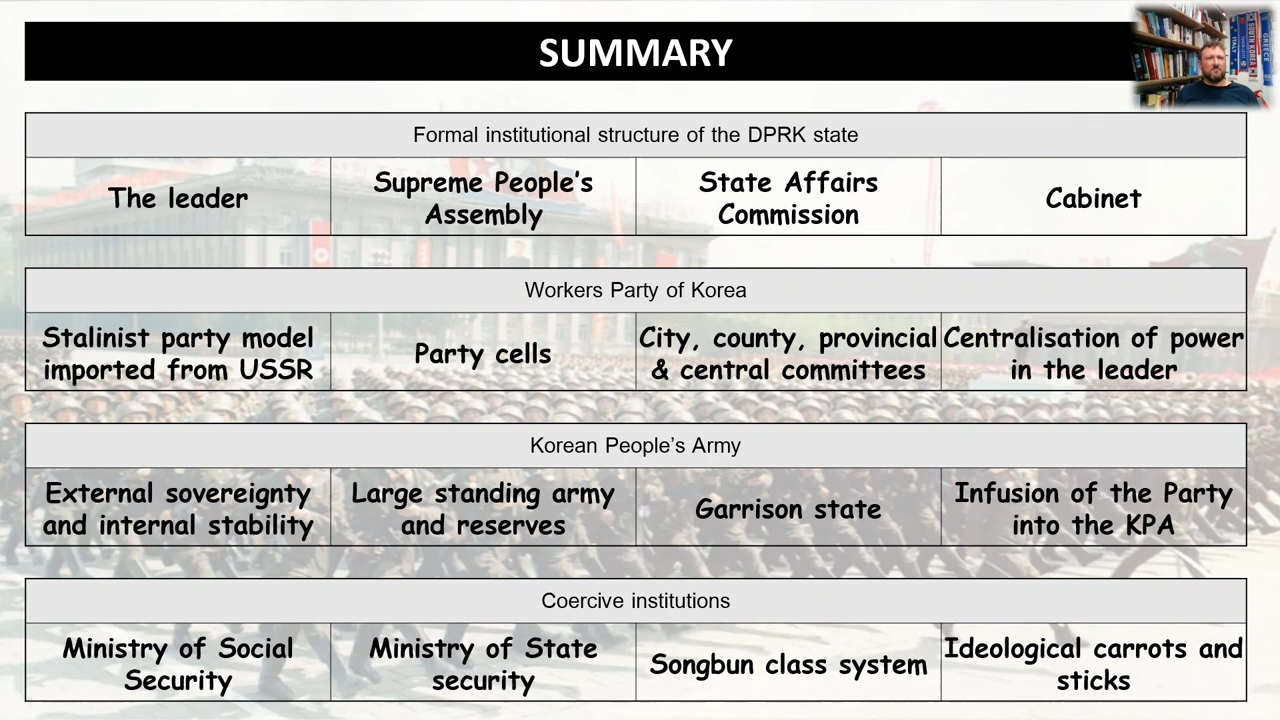 SUMMARY
ITALY
SOUTH KOREA
GREECE
Formal institutional structure of the DPRK state
The leader
Supreme People's
Assembly
State Affairs
Commission
Cabinet
Workers Party of Korea
Stalinist party model
imported from USSR
Party cells
City, county, provincial
& central committees
Centralisation of power
in the leader
Korean People's Army
External sovereignty
and internal stability
Large standing army
and reserves
Garrison state
Infusion of the Party
into the KPA
Coercive institutions
Ministry of Social
Security
Ministry of State
security
Songbun class system
Ideological carrots and
sticks